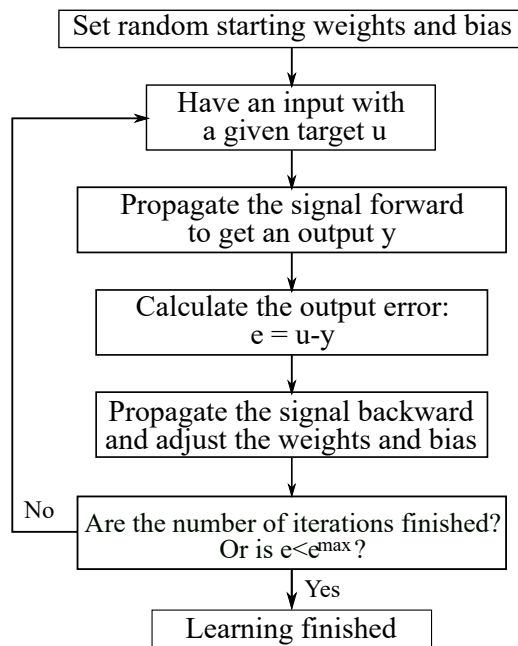 Set random starting weights and bias
Have an input with
a given target u
Propagate the signal forward
to get an output y
Calculate the output error:
e = u-y
Propagate the signal backward
and adjust the weights and bias
No
Are the number of iterations finished?
Or is e<e^max?
Yes
Learning finished